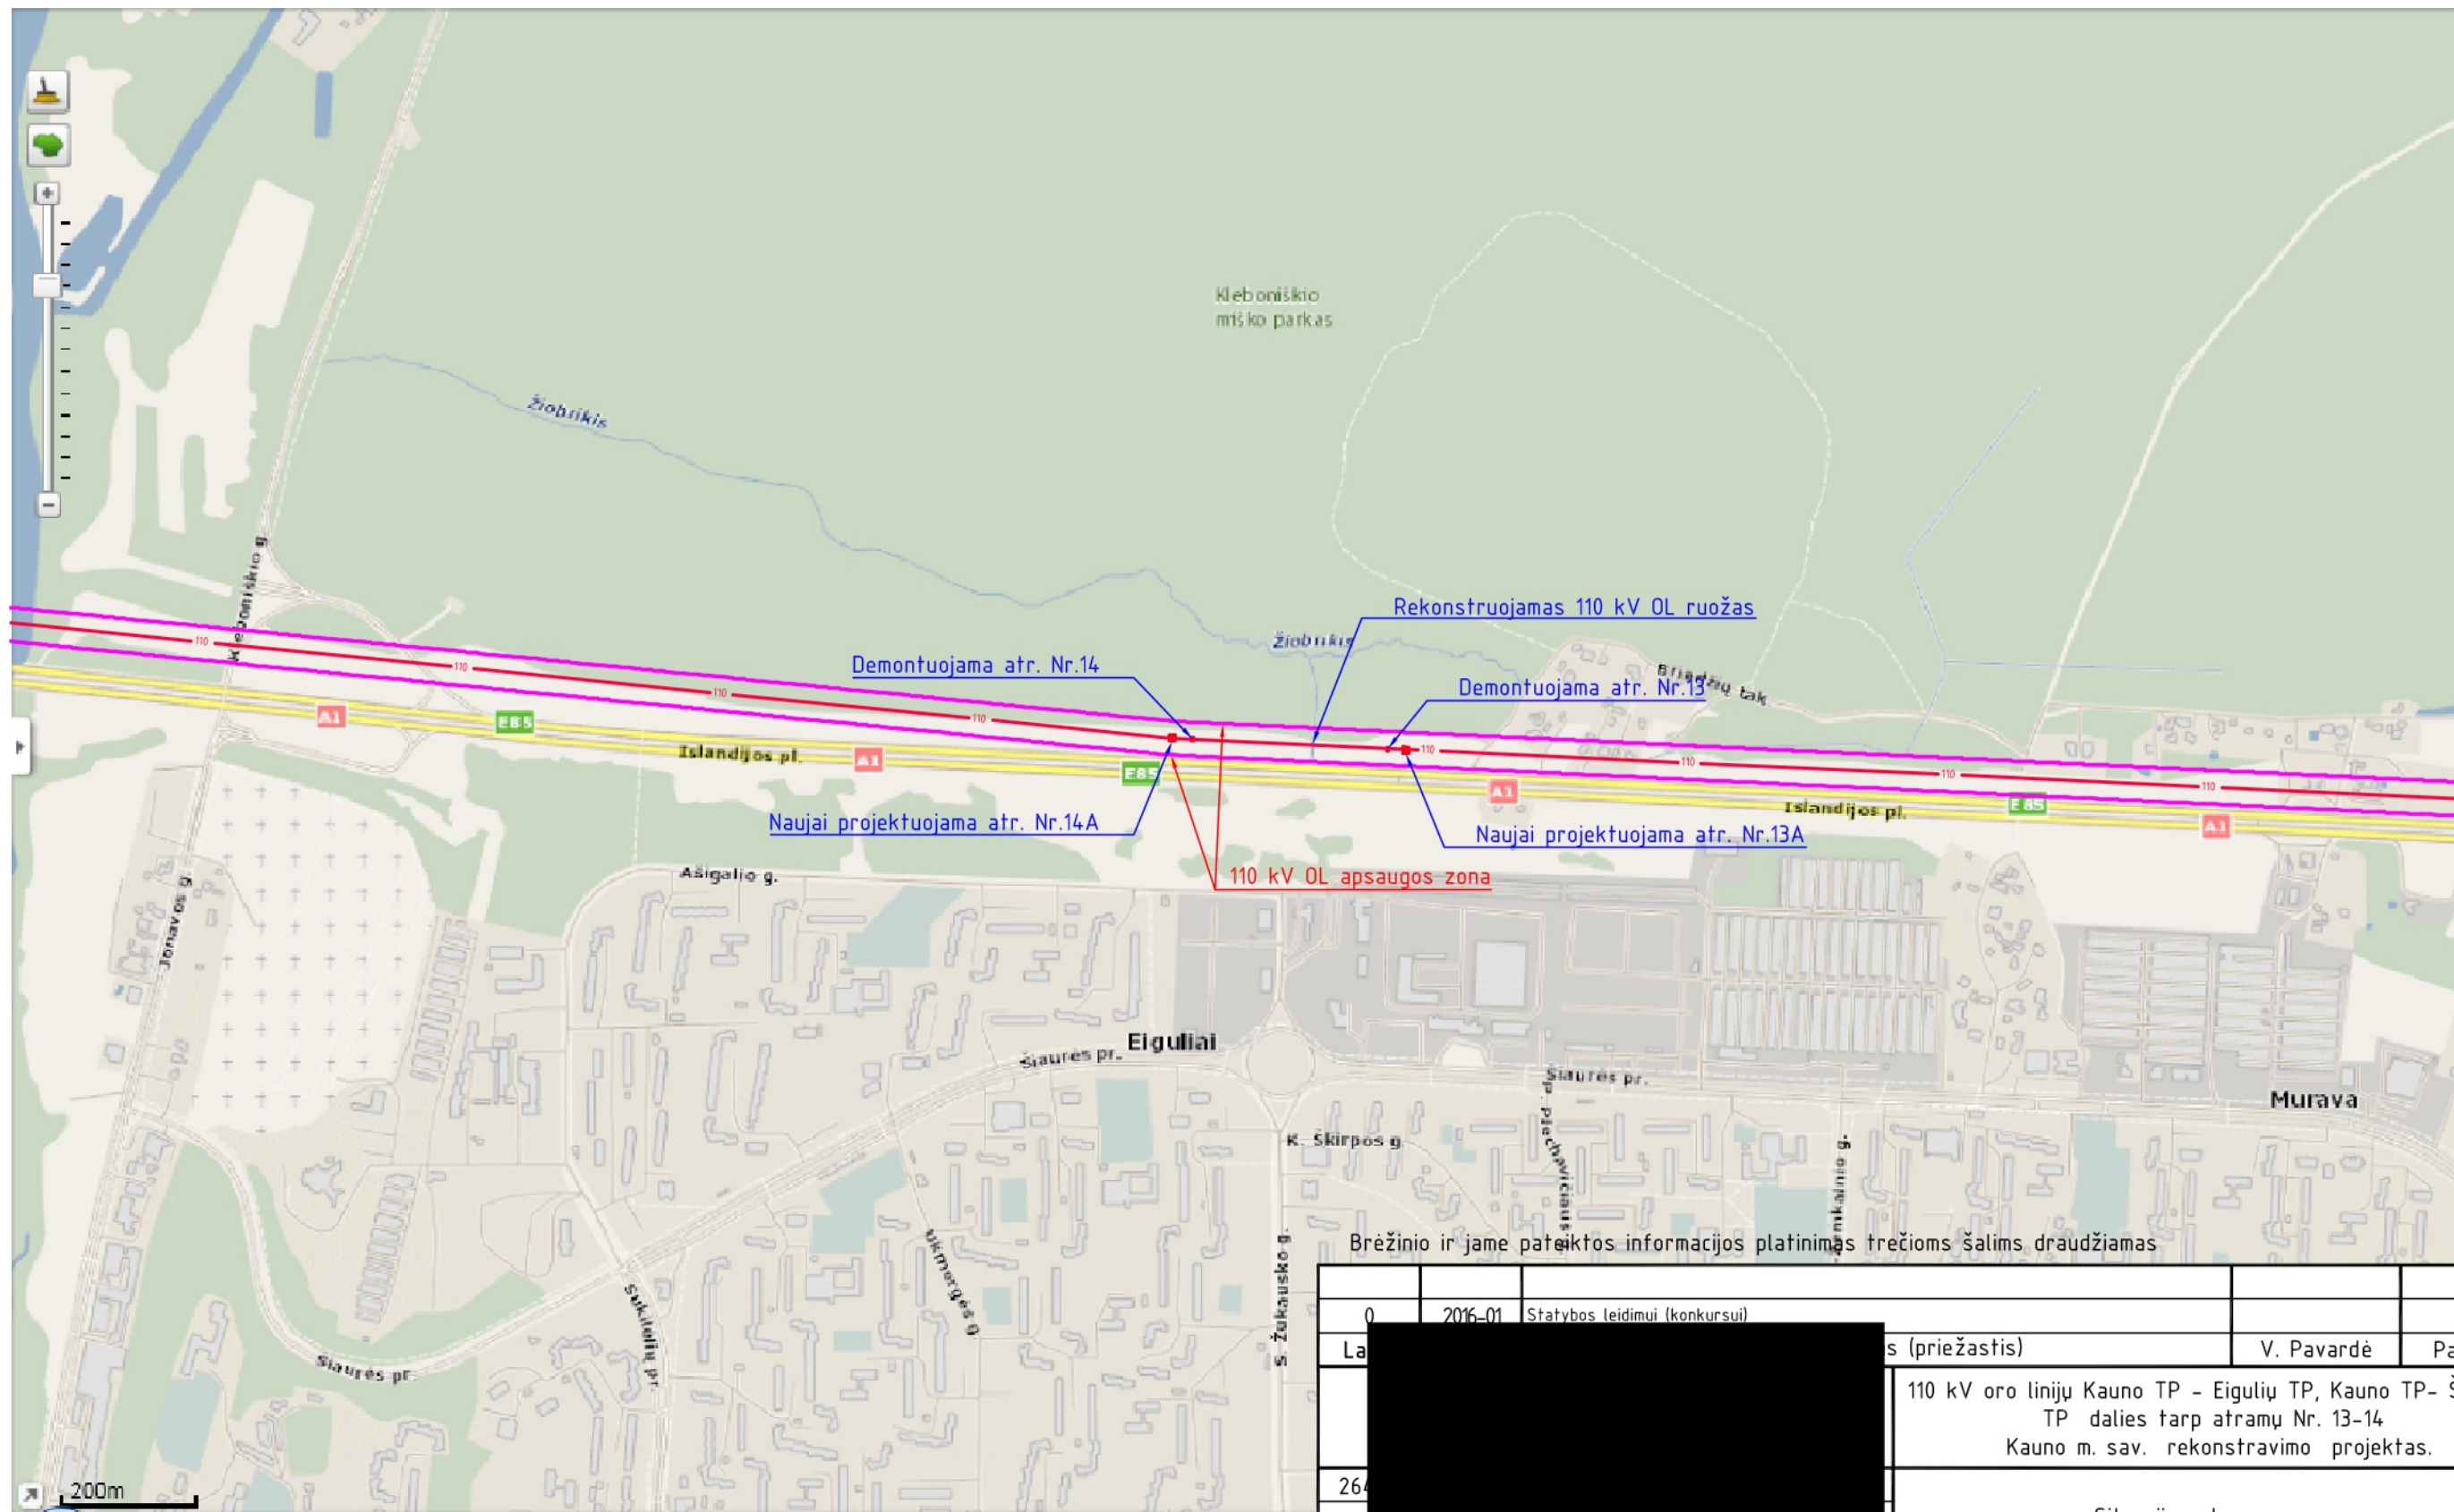 Kleboniškio
miško parkas
Žiobrikis
Kleboniškio g.
Rekonstruojamas 110 kV OL ruožas
Žiobrikis
110
110
110
110
Demontuojama atr. Nr.14
Demontuojama atr. Nr.13
Briedžių tak.
A1
E85
Islandijos pl.
A1
E85
110
110
110
110
A1
Islandijos pl.
E85
A1
Naujai projektuojama atr. Nr.14A
Naujai projektuojama atr. Nr.13A
110 kV OL apsaugos zona
Ašigalio g.
Jonavos g.
Eiguliai
Šiaurės pr.
Šiaurės pr.
Murava
K. Škirpos g.
Ukmergės g.
S. Žukausko g.
Sukilėlių pr.
Šiaurės pr.
200m
Brėžinio ir jame pateiktos informacijos platinimas trečioms šalims draudžiamas
0 2016-01 Statybos leidimui (konkursui)
La
s (priežastis) V. Pavardė Pa
110 kV oro linijų Kauno TP - Eigulių TP, Kauno TP- Š
TP dalies tarp atramų Nr. 13-14
Kauno m. sav. rekonstravimo projektas.
264